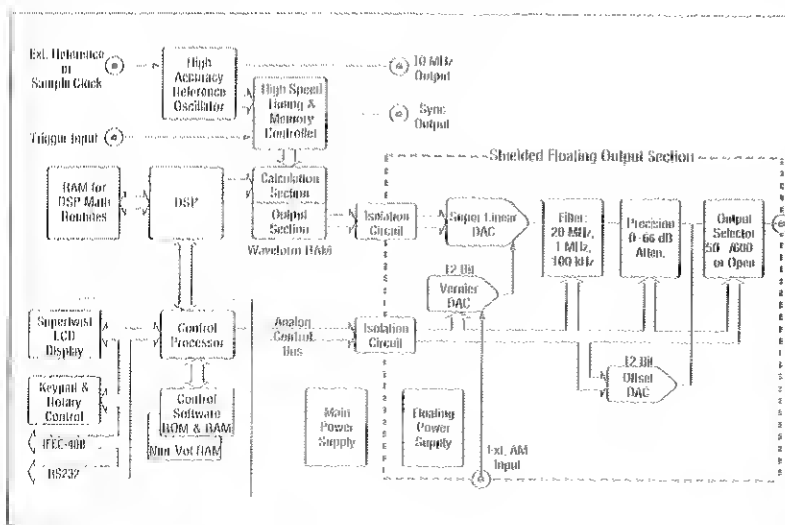 Ext. Reference
or
Sample Clock
High
Accuracy
Reference
Oscillator
10 MHz
Output
High Speed
Timing &
Memory
Controller
Sync
Output
Trigger Input
Shielded Floating Output Section
RAM for
DSP Math
Routines
DSP
Calculation
Section
Output
Section
Waveform RAM
Isolation
Circuit
Super Linear
DAC
Filter:
20 MHz,
1 MHz,
100 kHz
Precision
0-66 dB
Atten.
Output
Selector
50 /600
or Open
12 Bit
Vernier
DAC
Supertwist
LCD
Display
Control
Processor
Analog
Control
Bus
Isolation
Circuit
12 Bit
Offset
DAC
Keypad &
Rotary
Control
Control
Software
ROM & RAM
Non Vol RAM
Main
Power
Supply
Floating
Power
Supply
Ext. AM
Input
RS232